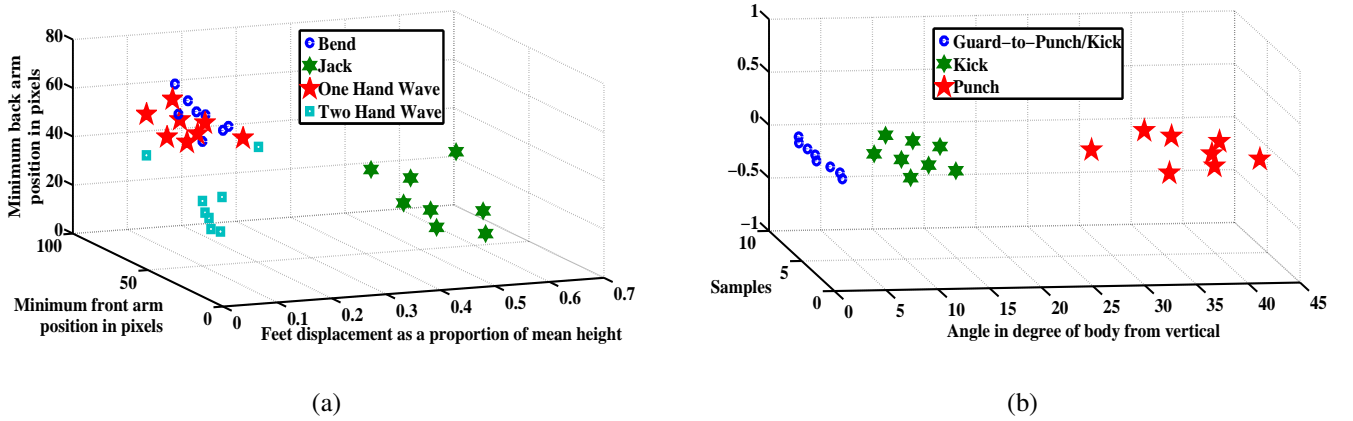 80
60
40
20
0
100
50
0
Minimum back arm
position in pixels
Minimum front arm
position in pixels
0
0.1
0.2
0.3
0.4
0.5
0.6
0.7
Feet displacement as a proportion of mean height
Bend
Jack
One Hand Wave
Two Hand Wave
(a)
1
0.5
0
−0.5
−1
10
5
0
Samples
0
5
10
15
20
25
30
35
40
45
Angle in degree of body from vertical
Guard−to−Punch/Kick
Kick
Punch
(b)